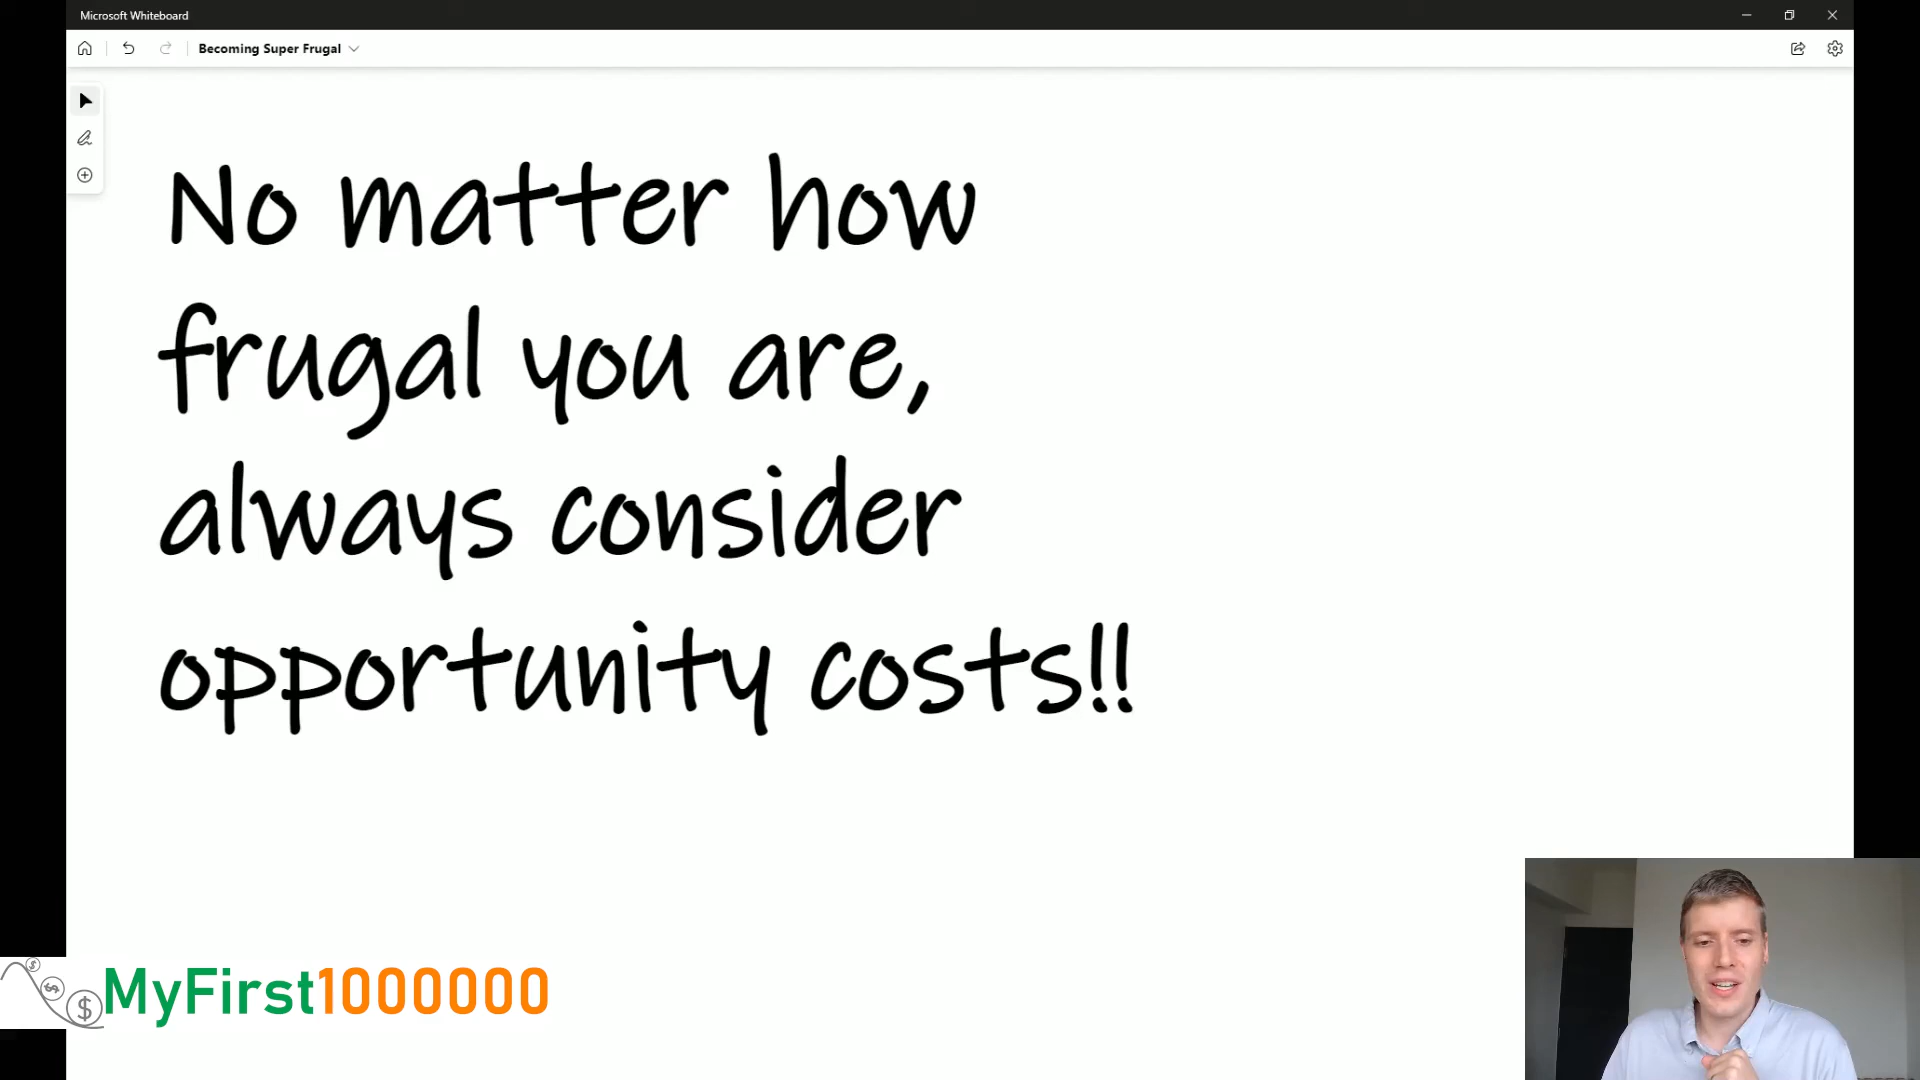 Microsoft Whiteboard
Becoming Super Frugal
No matter how
frugal you are,
always consider
opportunity costs!!
$
$
$
MyFirst1000000